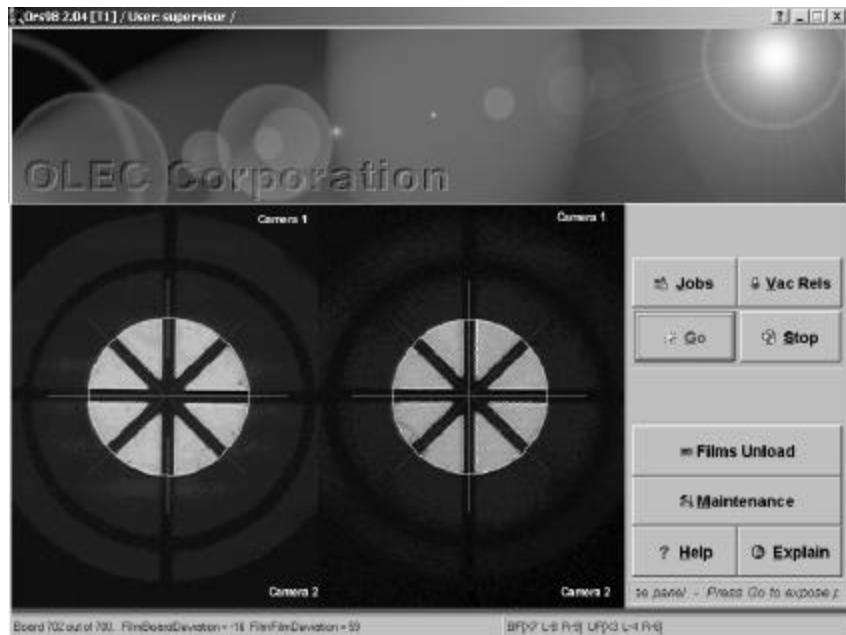 Ors98 2.04 [T1] / User: supervisor /
OLEC Corporation
Camera 1
Camera 1
Jobs
Vac Rels
Go
Stop
Films Unload
Maintenance
Help
Explain
Camera 2
Camera 2
se panel - Press Go to expose p
Board 702 out of 700, FilmBoardDeviation = -16 FilmFilmDeviation = 59